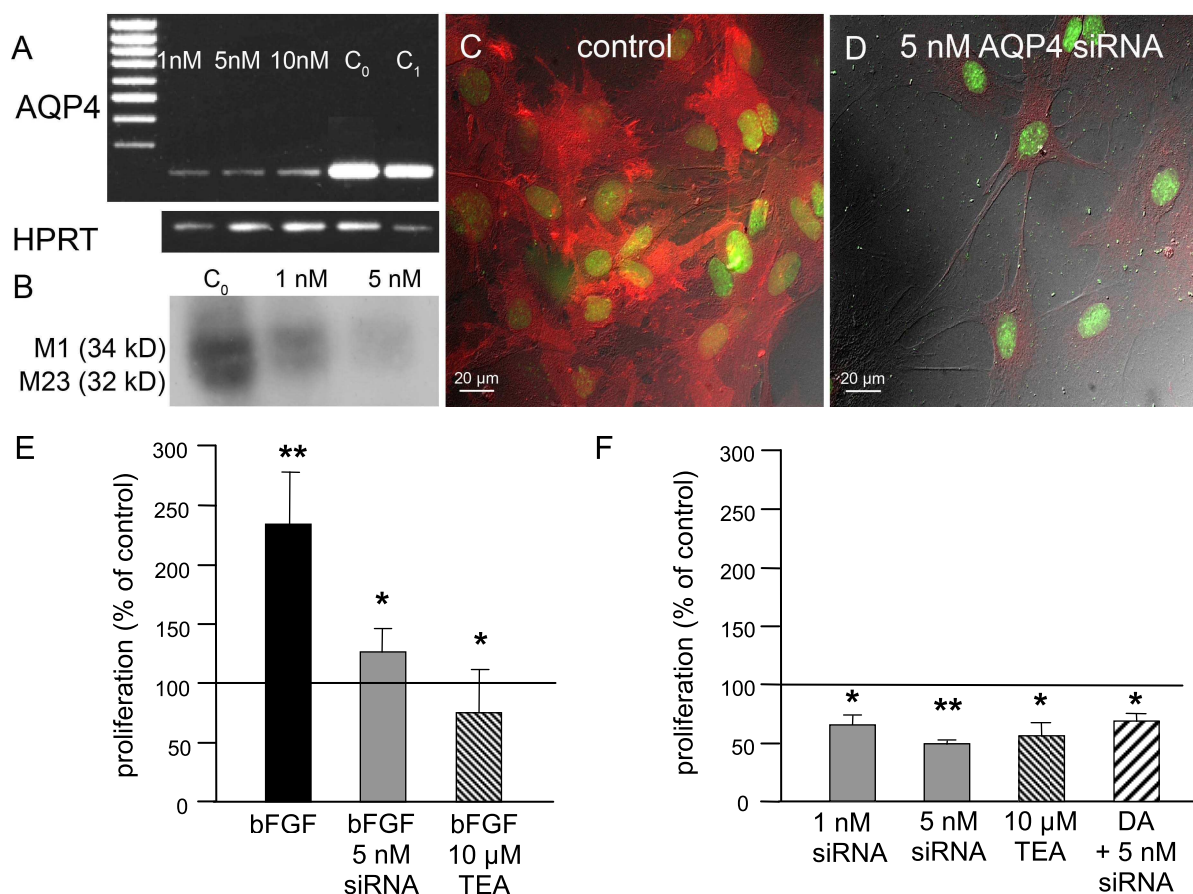 A
1nM 5nM 10nM C₀ C₁
AQP4
HPRT
B
C₀ 1 nM 5 nM
M1 (34 kD)
M23 (32 kD)
C
control
20 µm
D
5 nM AQP4 siRNA
20 µm
E
proliferation (% of control)
300
250
200
150
100
50
0
**
*
*
bFGF
bFGF
5 nM
siRNA
bFGF
10 µM
TEA
F
proliferation (% of control)
300
250
200
150
100
50
0
*
**
*
*
1 nM
siRNA
5 nM
siRNA
10 µM
TEA
DA
+ 5 nM
siRNA